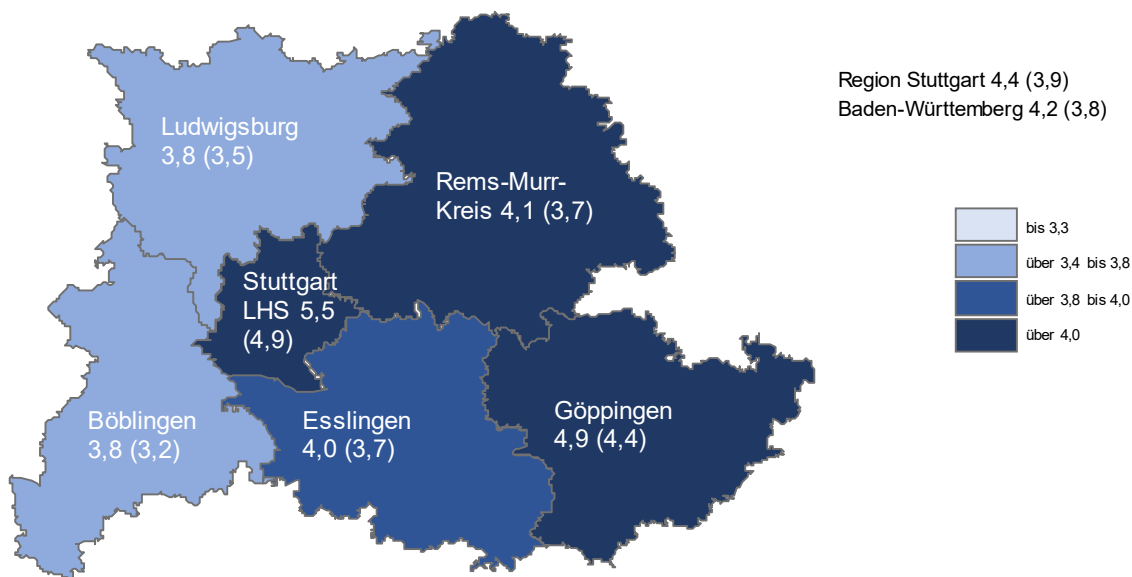 Region Stuttgart 4,4 (3,9)
Baden-Württemberg 4,2 (3,8)
Ludwigsburg
3,8 (3,5)
Rems-Murr-
Kreis 4,1 (3,7)
Stuttgart
LHS 5,5
(4,9)
Böblingen
3,8 (3,2)
Esslingen
4,0 (3,7)
Göppingen
4,9 (4,4)
bis 3,3
über 3,4 bis 3,8
über 3,8 bis 4,0
über 4,0